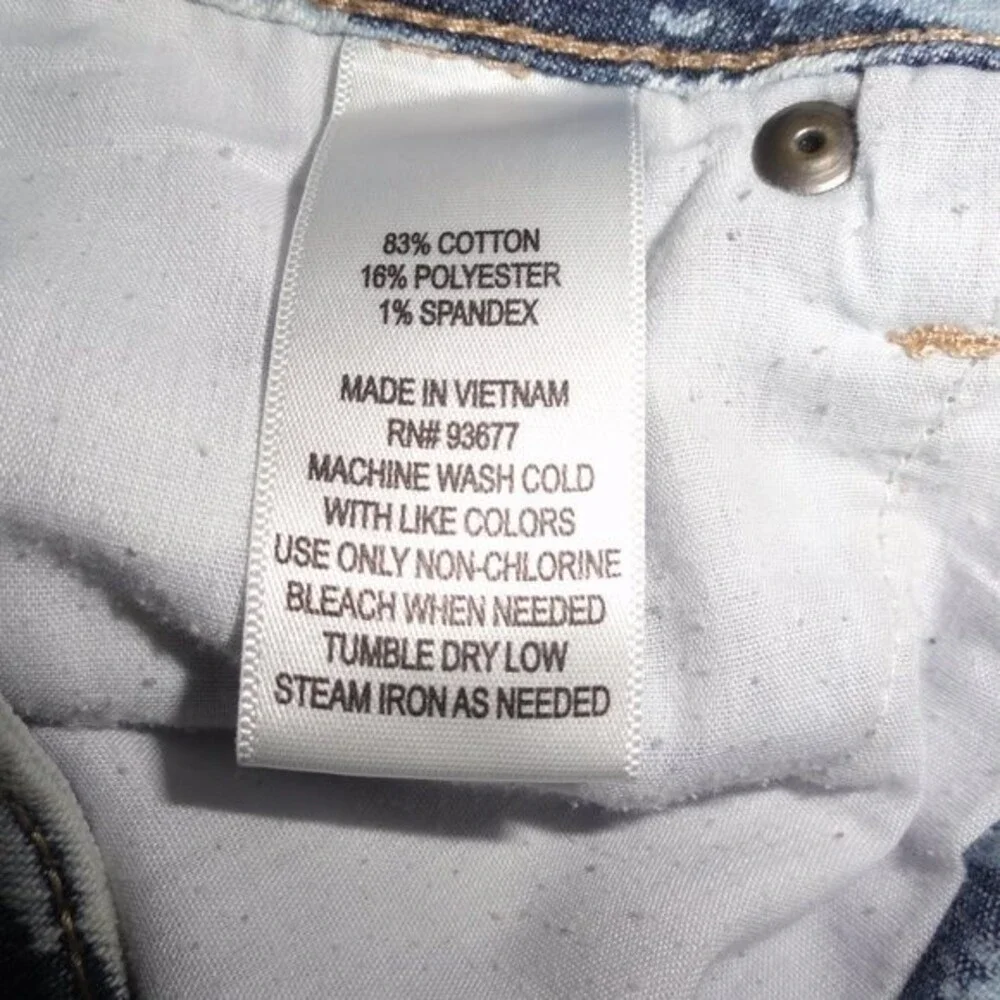 83% COTTON
16% POLYESTER
1% SPANDEX
MADE IN VIETNAM
RN# 93677
MACHINE WASH COLD
WITH LIKE COLORS
USE ONLY NON-CHLORINE
BLEACH WHEN NEEDED
TUMBLE DRY LOW
STEAM IRON AS NEEDED